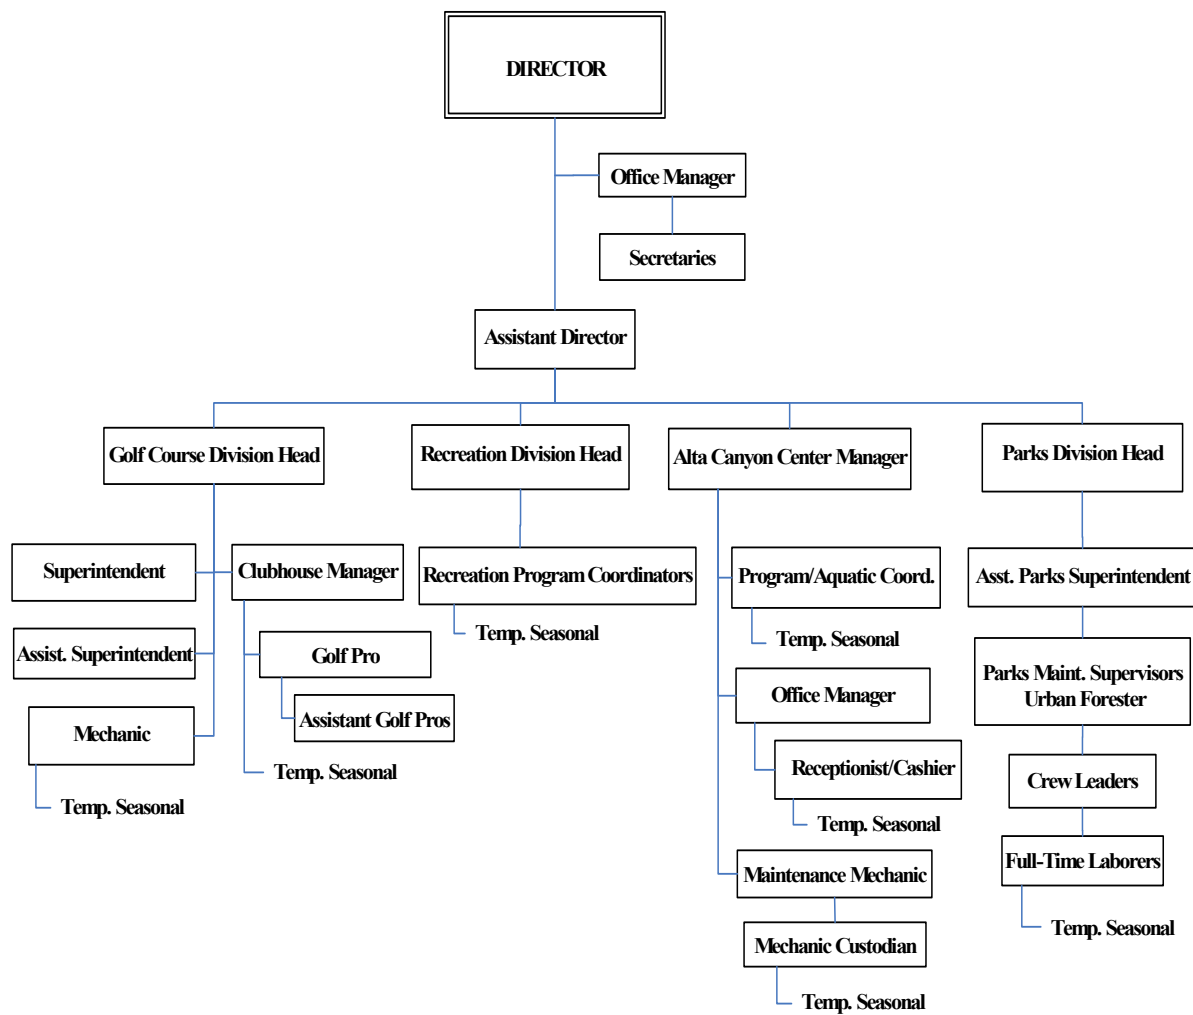 DIRECTOR
Office Manager
Secretaries
Assistant Director
Golf Course Division Head
Recreation Division Head
Alta Canyon Center Manager
Parks Division Head
Superintendent
Clubhouse Manager
Recreation Program Coordinators
Program/Aquatic Coord.
Asst. Parks Superintendent
Temp. Seasonal
Temp. Seasonal
Assist. Superintendent
Golf Pro
Parks Maint. Supervisors
Urban Forester
Office Manager
Mechanic
Assistant Golf Pros
Temp. Seasonal
Receptionist/Cashier
Crew Leaders
Temp. Seasonal
Temp. Seasonal
Full-Time Laborers
Maintenance Mechanic
Temp. Seasonal
Mechanic Custodian
Temp. Seasonal